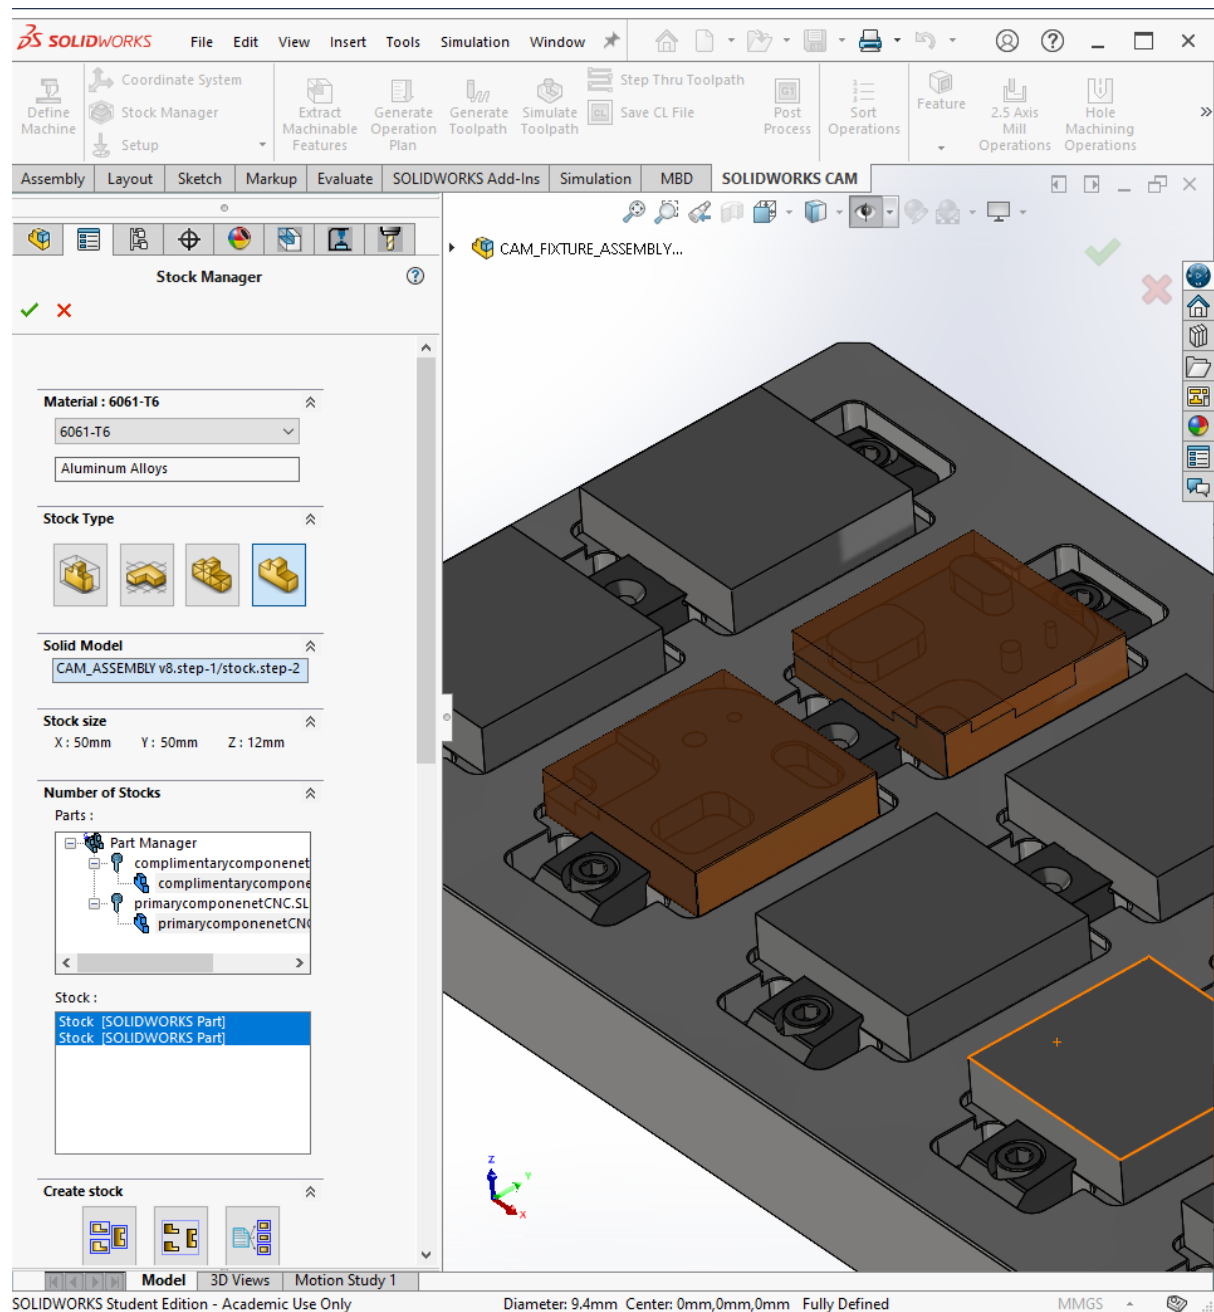 SOLIDWORKS File Edit View Insert Tools Simulation Window
Define Machine
Coordinate System
Stock Manager
Setup
Extract Machinable Features
Generate Operation Plan
Generate Toolpath
Simulate Toolpath
Step Thru Toolpath
CL Save CL File
G1 Post Process
Sort Operations
Feature
2.5 Axis Mill Operations
Hole Machining Operations
Assembly Layout Sketch Markup Evaluate SOLIDWORKS Add-Ins Simulation MBD SOLIDWORKS CAM
CAM_FIXTURE_ASSEMBLY...
Stock Manager
Material : 6061-T6
6061-T6
Aluminum Alloys
Stock Type
Solid Model
CAM_ASSEMBLY v8.step-1/stock.step-2
Stock size
X : 50mm Y : 50mm Z : 12mm
Number of Stocks
Parts :
Part Manager
complimentarycomponenet
complimentarycompone
primarycomponenetCNC.SL
primarycomponenetCN
Stock :
Stock [SOLIDWORKS Part]
Stock [SOLIDWORKS Part]
Create stock
Z
Y
X
Model 3D Views Motion Study 1
SOLIDWORKS Student Edition - Academic Use Only Diameter: 9.4mm Center: 0mm,0mm,0mm Fully Defined MMGS